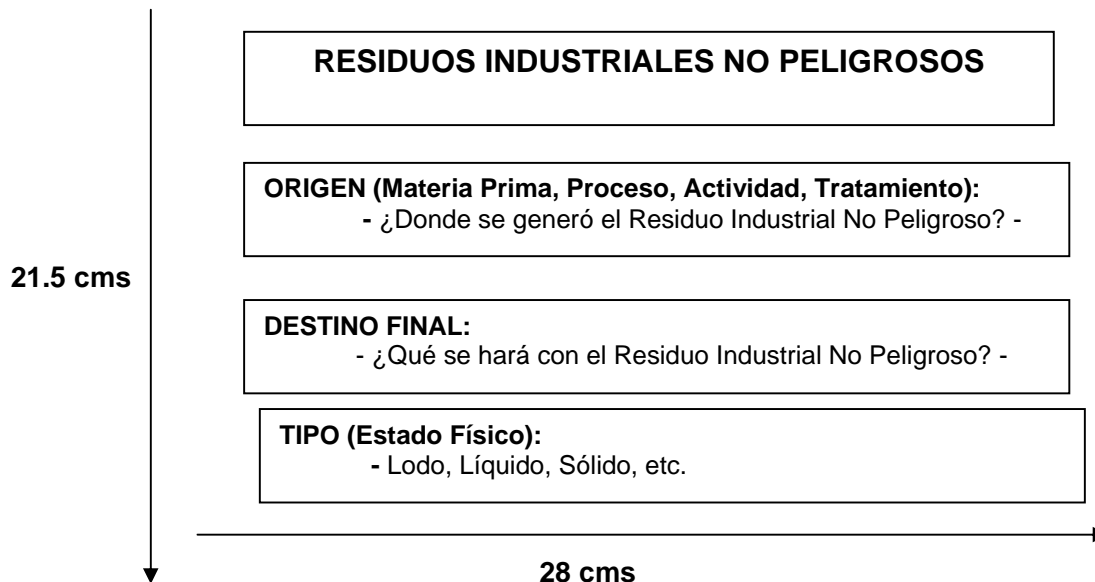 RESIDUOS INDUSTRIALES NO PELIGROSOS
ORIGEN (Materia Prima, Proceso, Actividad, Tratamiento):
- ¿Donde se generó el Residuo Industrial No Peligroso? -
21.5 cms
DESTINO FINAL:
- ¿Qué se hará con el Residuo Industrial No Peligroso? -
TIPO (Estado Físico):
- Lodo, Líquido, Sólido, etc.
28 cms